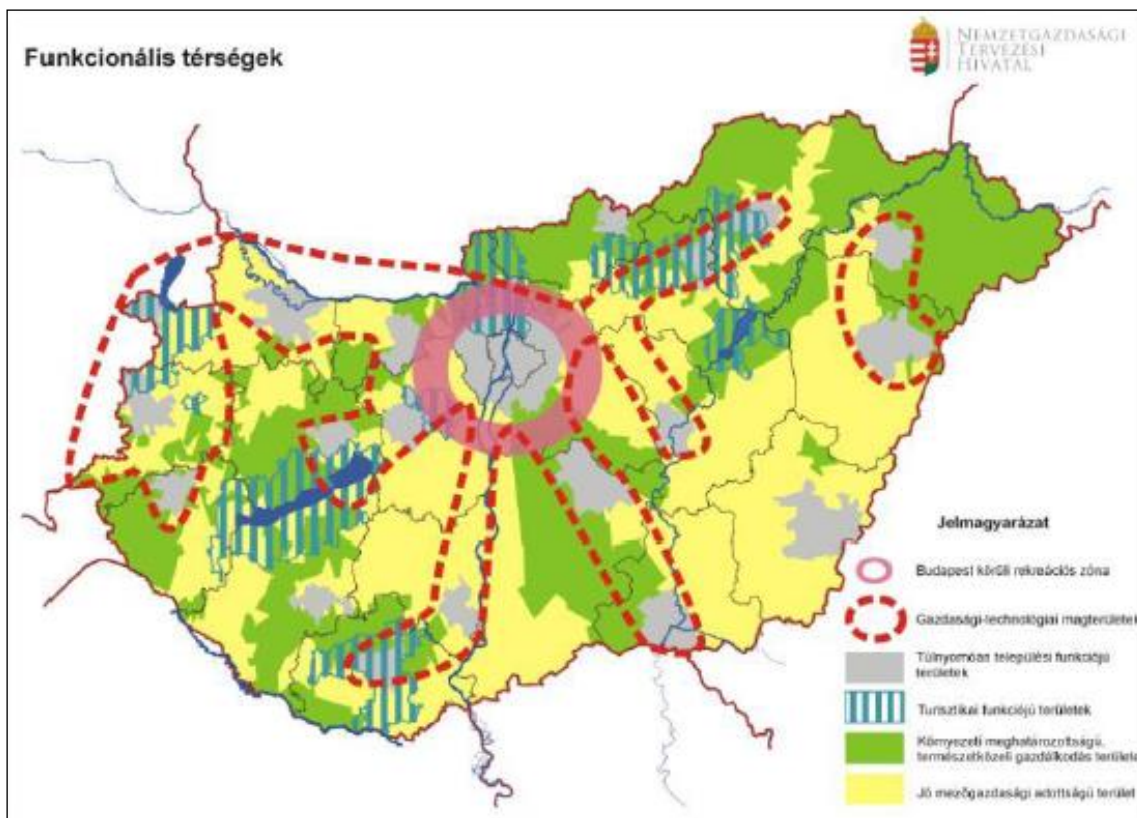 Funkcionális térségek
NEMZETGAZDASÁGI
TERVEZÉSI
HIVATAL
Jelmagyarázat
Budapest körüli rekreációs zóna
Gazdasági-technológiai magterületek
Túlnyomóan települési funkciójú
területek
Turisztikai funkciójú területek
Környezeti meghatározottságú,
természetközeli gazdálkodás területe
Jó mezőgazdasági adottságú terület